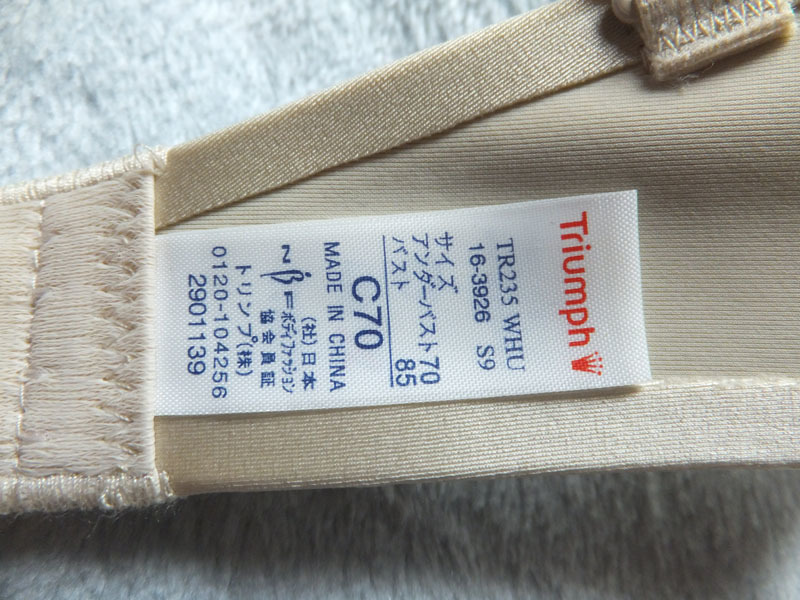 Triumph
TR235 WHU
16-3926 S9
サイズ
アンダーバスト70
バスト 85
C70
MADE IN CHINA
(社)日本
ボディファッション
協会員証
トリンプ(株)
0120-104256
2901139